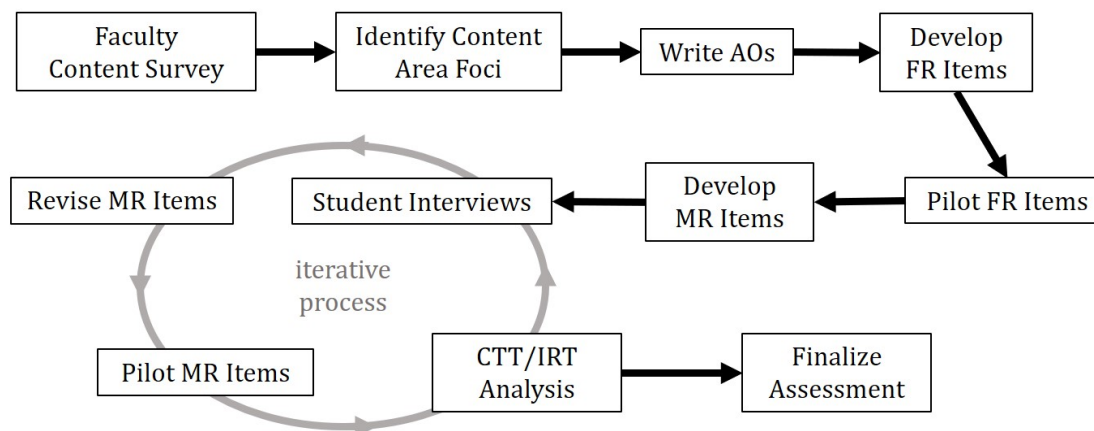 Faculty
Content Survey
Identify Content
Area Foci
Write AOs
Develop
FR Items
Pilot FR Items
Develop
MR Items
Student Interviews
Revise MR Items
iterative
process
Pilot MR Items
CTT/IRT
Analysis
Finalize
Assessment